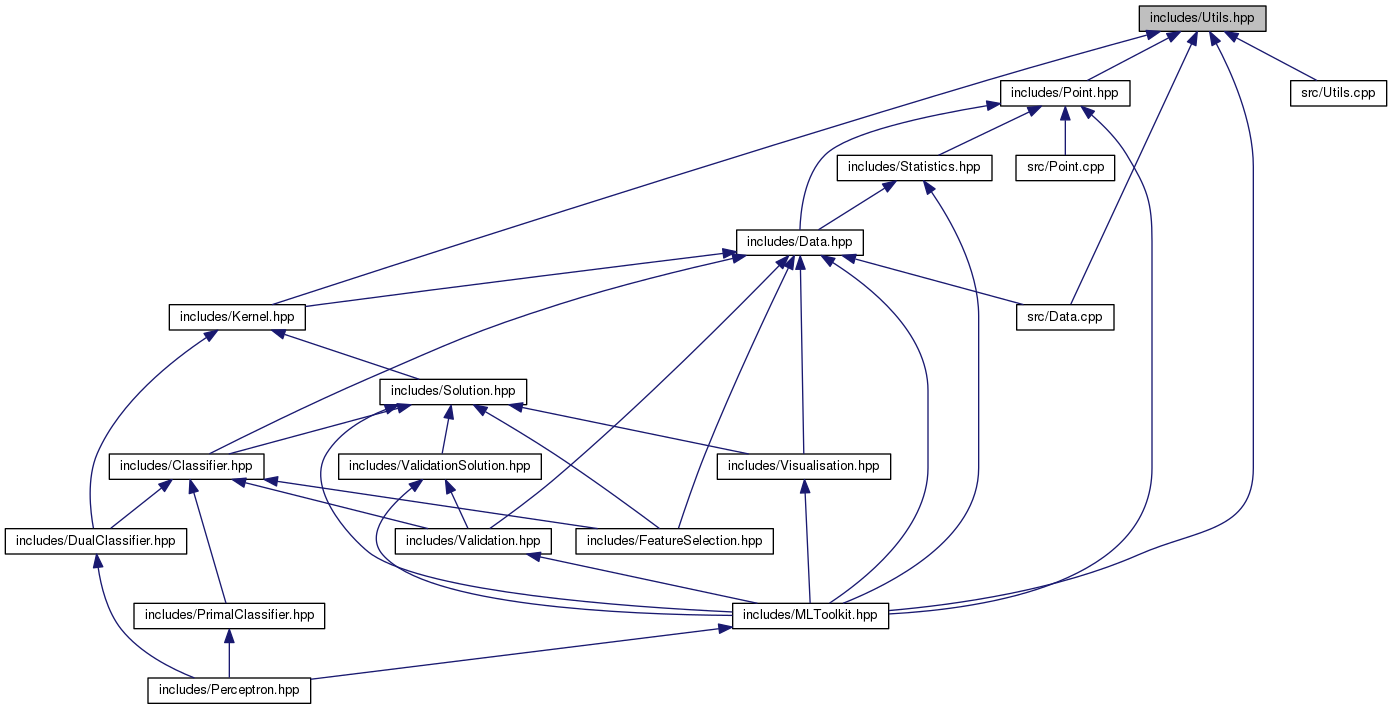 includes/Utils.hpp
includes/Point.hpp
src/Utils.cpp
includes/Statistics.hpp
src/Point.cpp
includes/Data.hpp
includes/Kernel.hpp
src/Data.cpp
includes/Solution.hpp
includes/Classifier.hpp
includes/ValidationSolution.hpp
includes/Visualisation.hpp
includes/DualClassifier.hpp
includes/Validation.hpp
includes/FeatureSelection.hpp
includes/PrimalClassifier.hpp
includes/MLToolkit.hpp
includes/Perceptron.hpp